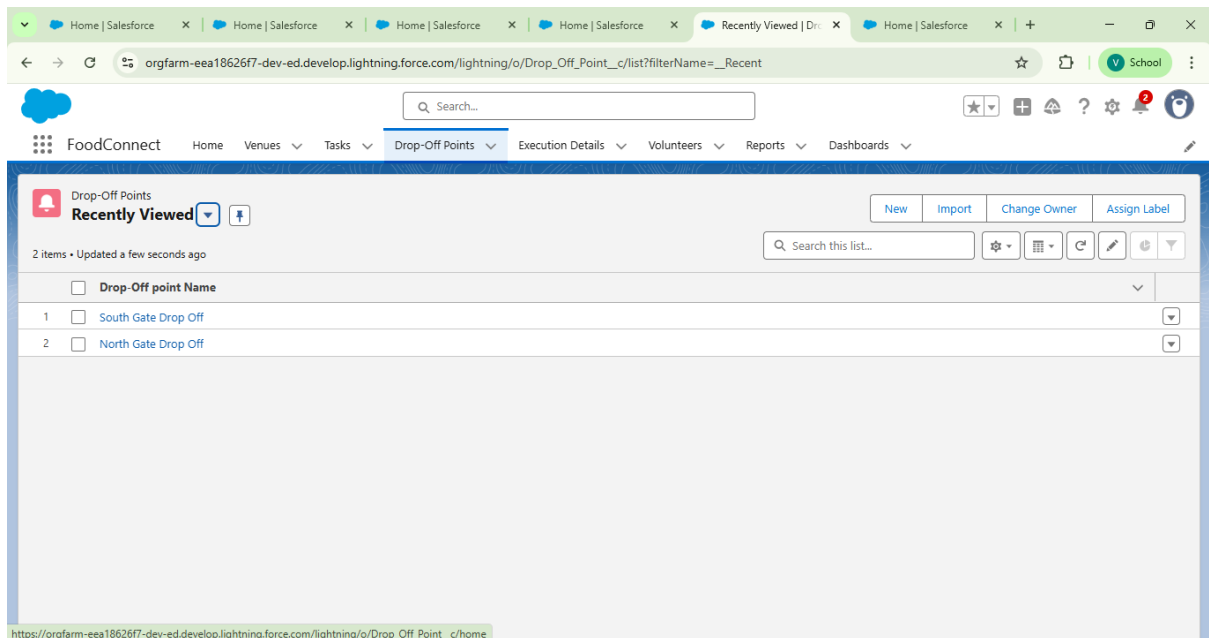 Home | Salesforce
Home | Salesforce
Home | Salesforce
Home | Salesforce
Recently Viewed | Dro
Home | Salesforce
orgfarm-eea18626f7-dev-ed.develop.lightning.force.com/lightning/o/Drop_Off_Point__c/list?filterName=__Recent
V School
Search...
2
FoodConnect Home Venues Tasks Drop-Off Points Execution Details Volunteers Reports Dashboards
Drop-Off Points
Recently Viewed
New Import Change Owner Assign Label
2 items • Updated a few seconds ago
Search this list...
Drop-Off point Name
1 South Gate Drop Off
2 North Gate Drop Off
https://orgfarm-eea18626f7-dev-ed.develop.lightning.force.com/lightning/o/Drop_Off_Point__c/home